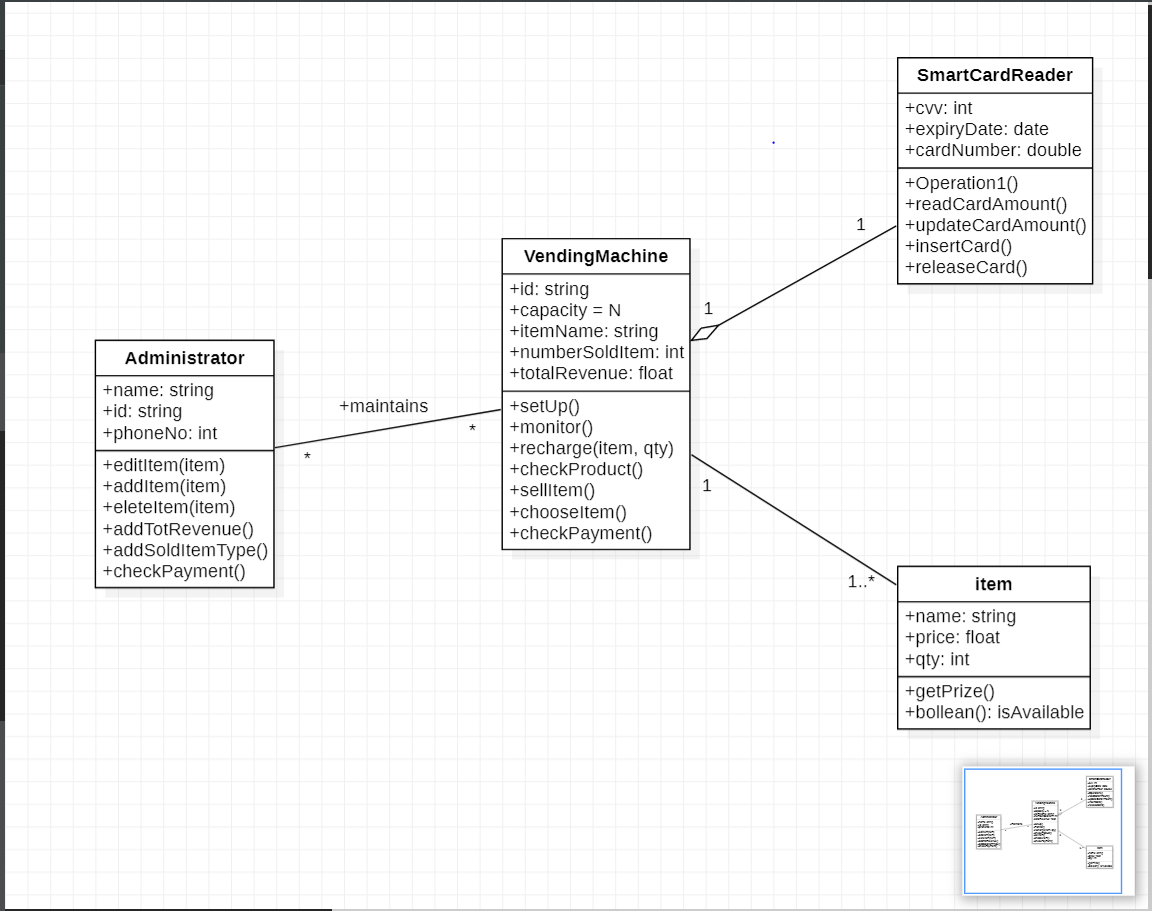 SmartCardReader
+cvv: int
+expiryDate: date
+cardNumber: double
+Operation1()
+readCardAmount()
+updateCardAmount()
+insertCard()
+releaseCard()
1
1
VendingMachine
+id: string
+capacity = N
+itemName: string
+numberSoldItem: int
+totalRevenue: float
+setUp()
+monitor()
+recharge(item, qty)
+checkProduct()
+sellItem()
+chooseItem()
+checkPayment()
Administrator
+name: string
+id: string
+phoneNo: int
+editItem(item)
+addItem(item)
+eleteItem(item)
+addTotRevenue()
+addSoldItemType()
+checkPayment()
+maintains
*
*
1
1..*
item
+name: string
+price: float
+qty: int
+getPrize()
+bollean(): isAvailable